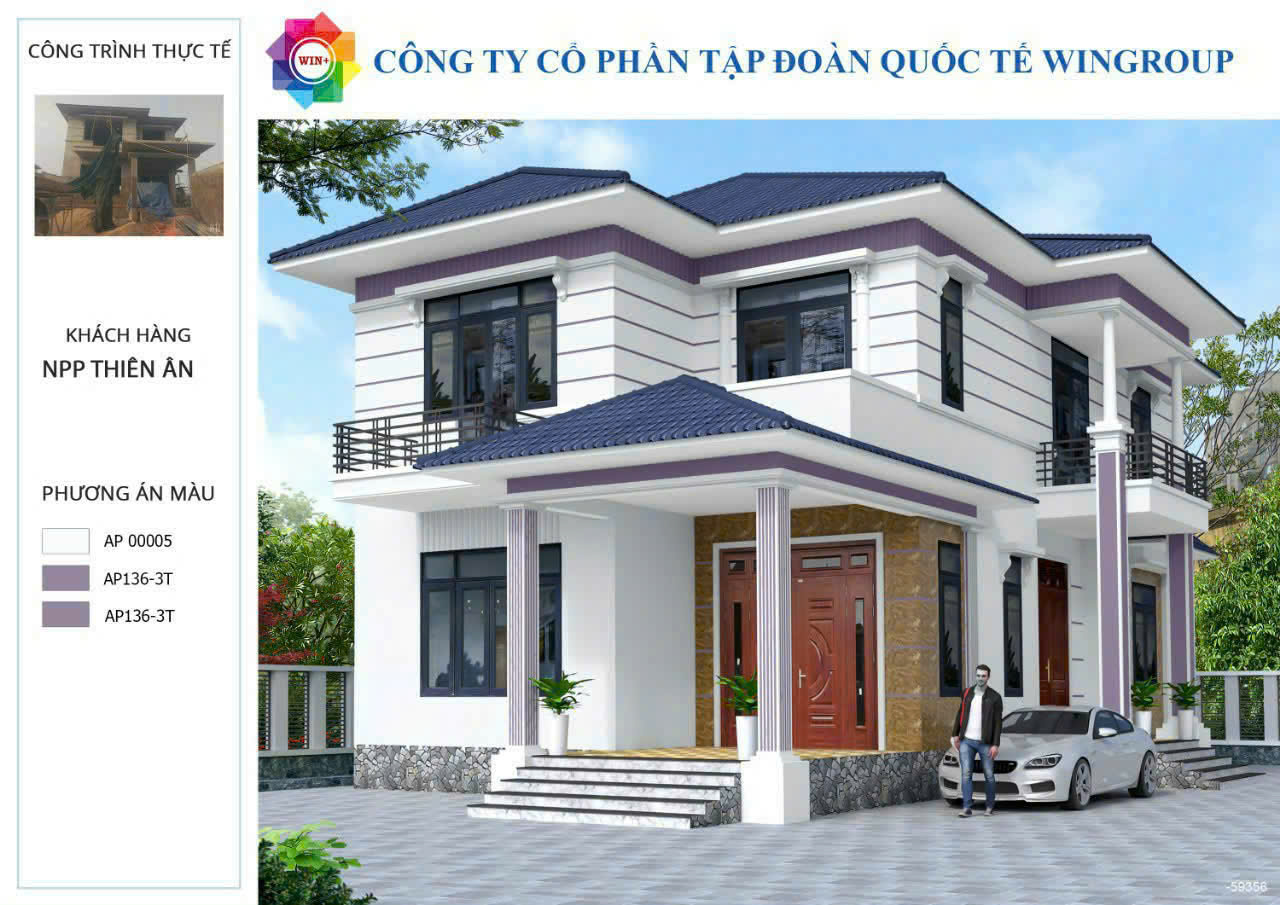 CÔNG TRÌNH THỰC TẾ
WIN+
CÔNG TY CỔ PHẦN TẬP ĐOÀN QUỐC TẾ WINGROUP
KHÁCH HÀNG
NPP THIÊN ÂN
PHƯƠNG ÁN MÀU
AP 00005
AP136-3T
AP136-3T
-59356